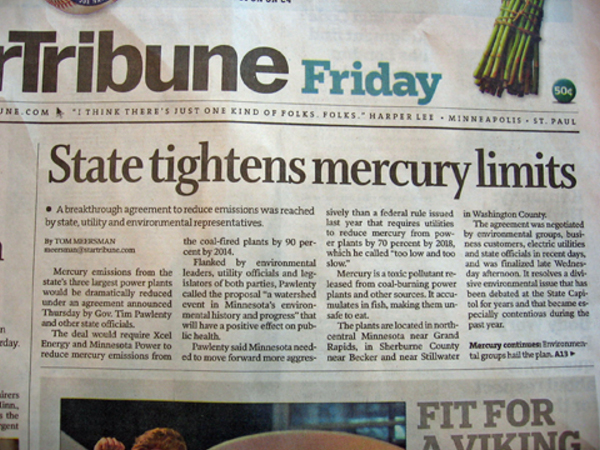 rTribune Friday
50¢
UNE.COM "I THINK THERE'S JUST ONE KIND OF FOLKS. FOLKS." HARPER LEE • MINNEAPOLIS • ST. PAUL
State tightens mercury limits
• A breakthrough agreement to reduce emissions was reached
by state, utility and environmental representatives.
By TOM MEERSMAN
meersman@startribune.com
Mercury emissions from the
state's three largest power plants
would be dramatically reduced
under an agreement announced
Thursday by Gov. Tim Pawlenty
and other state officials.
The deal would require Xcel
Energy and Minnesota Power to
reduce mercury emissions from
the coal-fired plants by 90 per-
cent by 2014.
Flanked by environmental
leaders, utility officials and leg-
islators of both parties, Pawlenty
called the proposal "a watershed
event in Minnesota's environ-
mental history and progress" that
will have a positive effect on pub-
lic health.
Pawlenty said Minnesota need-
ed to move forward more aggres-
sively than a federal rule issued
last year that requires utilities
to reduce mercury from pow-
er plants by 70 percent by 2018,
which he called "too low and too
slow."
Mercury is a toxic pollutant re-
leased from coal-burning power
plants and other sources. It accu-
mulates in fish, making them un-
safe to eat.
The plants are located in north-
central Minnesota near Grand
Rapids, in Sherburne County
near Becker and near Stillwater
in Washington County.
The agreement was negotiated
by environmental groups, busi-
ness customers, electric utilities
and state officials in recent days,
and was finalized late Wednes-
day afternoon. It resolves a divi-
sive environmental issue that has
been debated at the State Capi-
tol for years and that became es-
pecially contentious during the
past year.
Mercury continues: Environmen-
tal groups hail the plan. A13 ►
FIT FOR
A VIKING